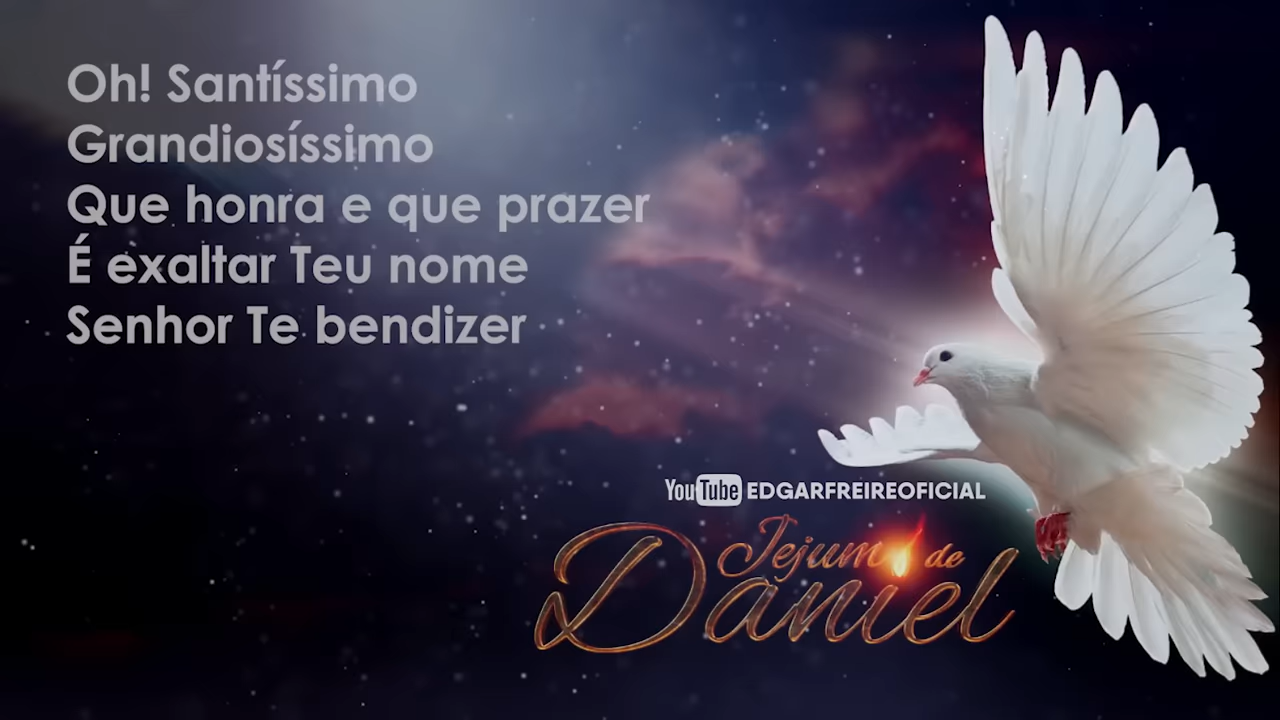 Oh! Santíssimo
Grandiosíssimo
Que honra e que prazer
É exaltar Teu nome
Senhor Te bendizer
YouTube EDGARFREIREOFICIAL
Jejum de
Daniel